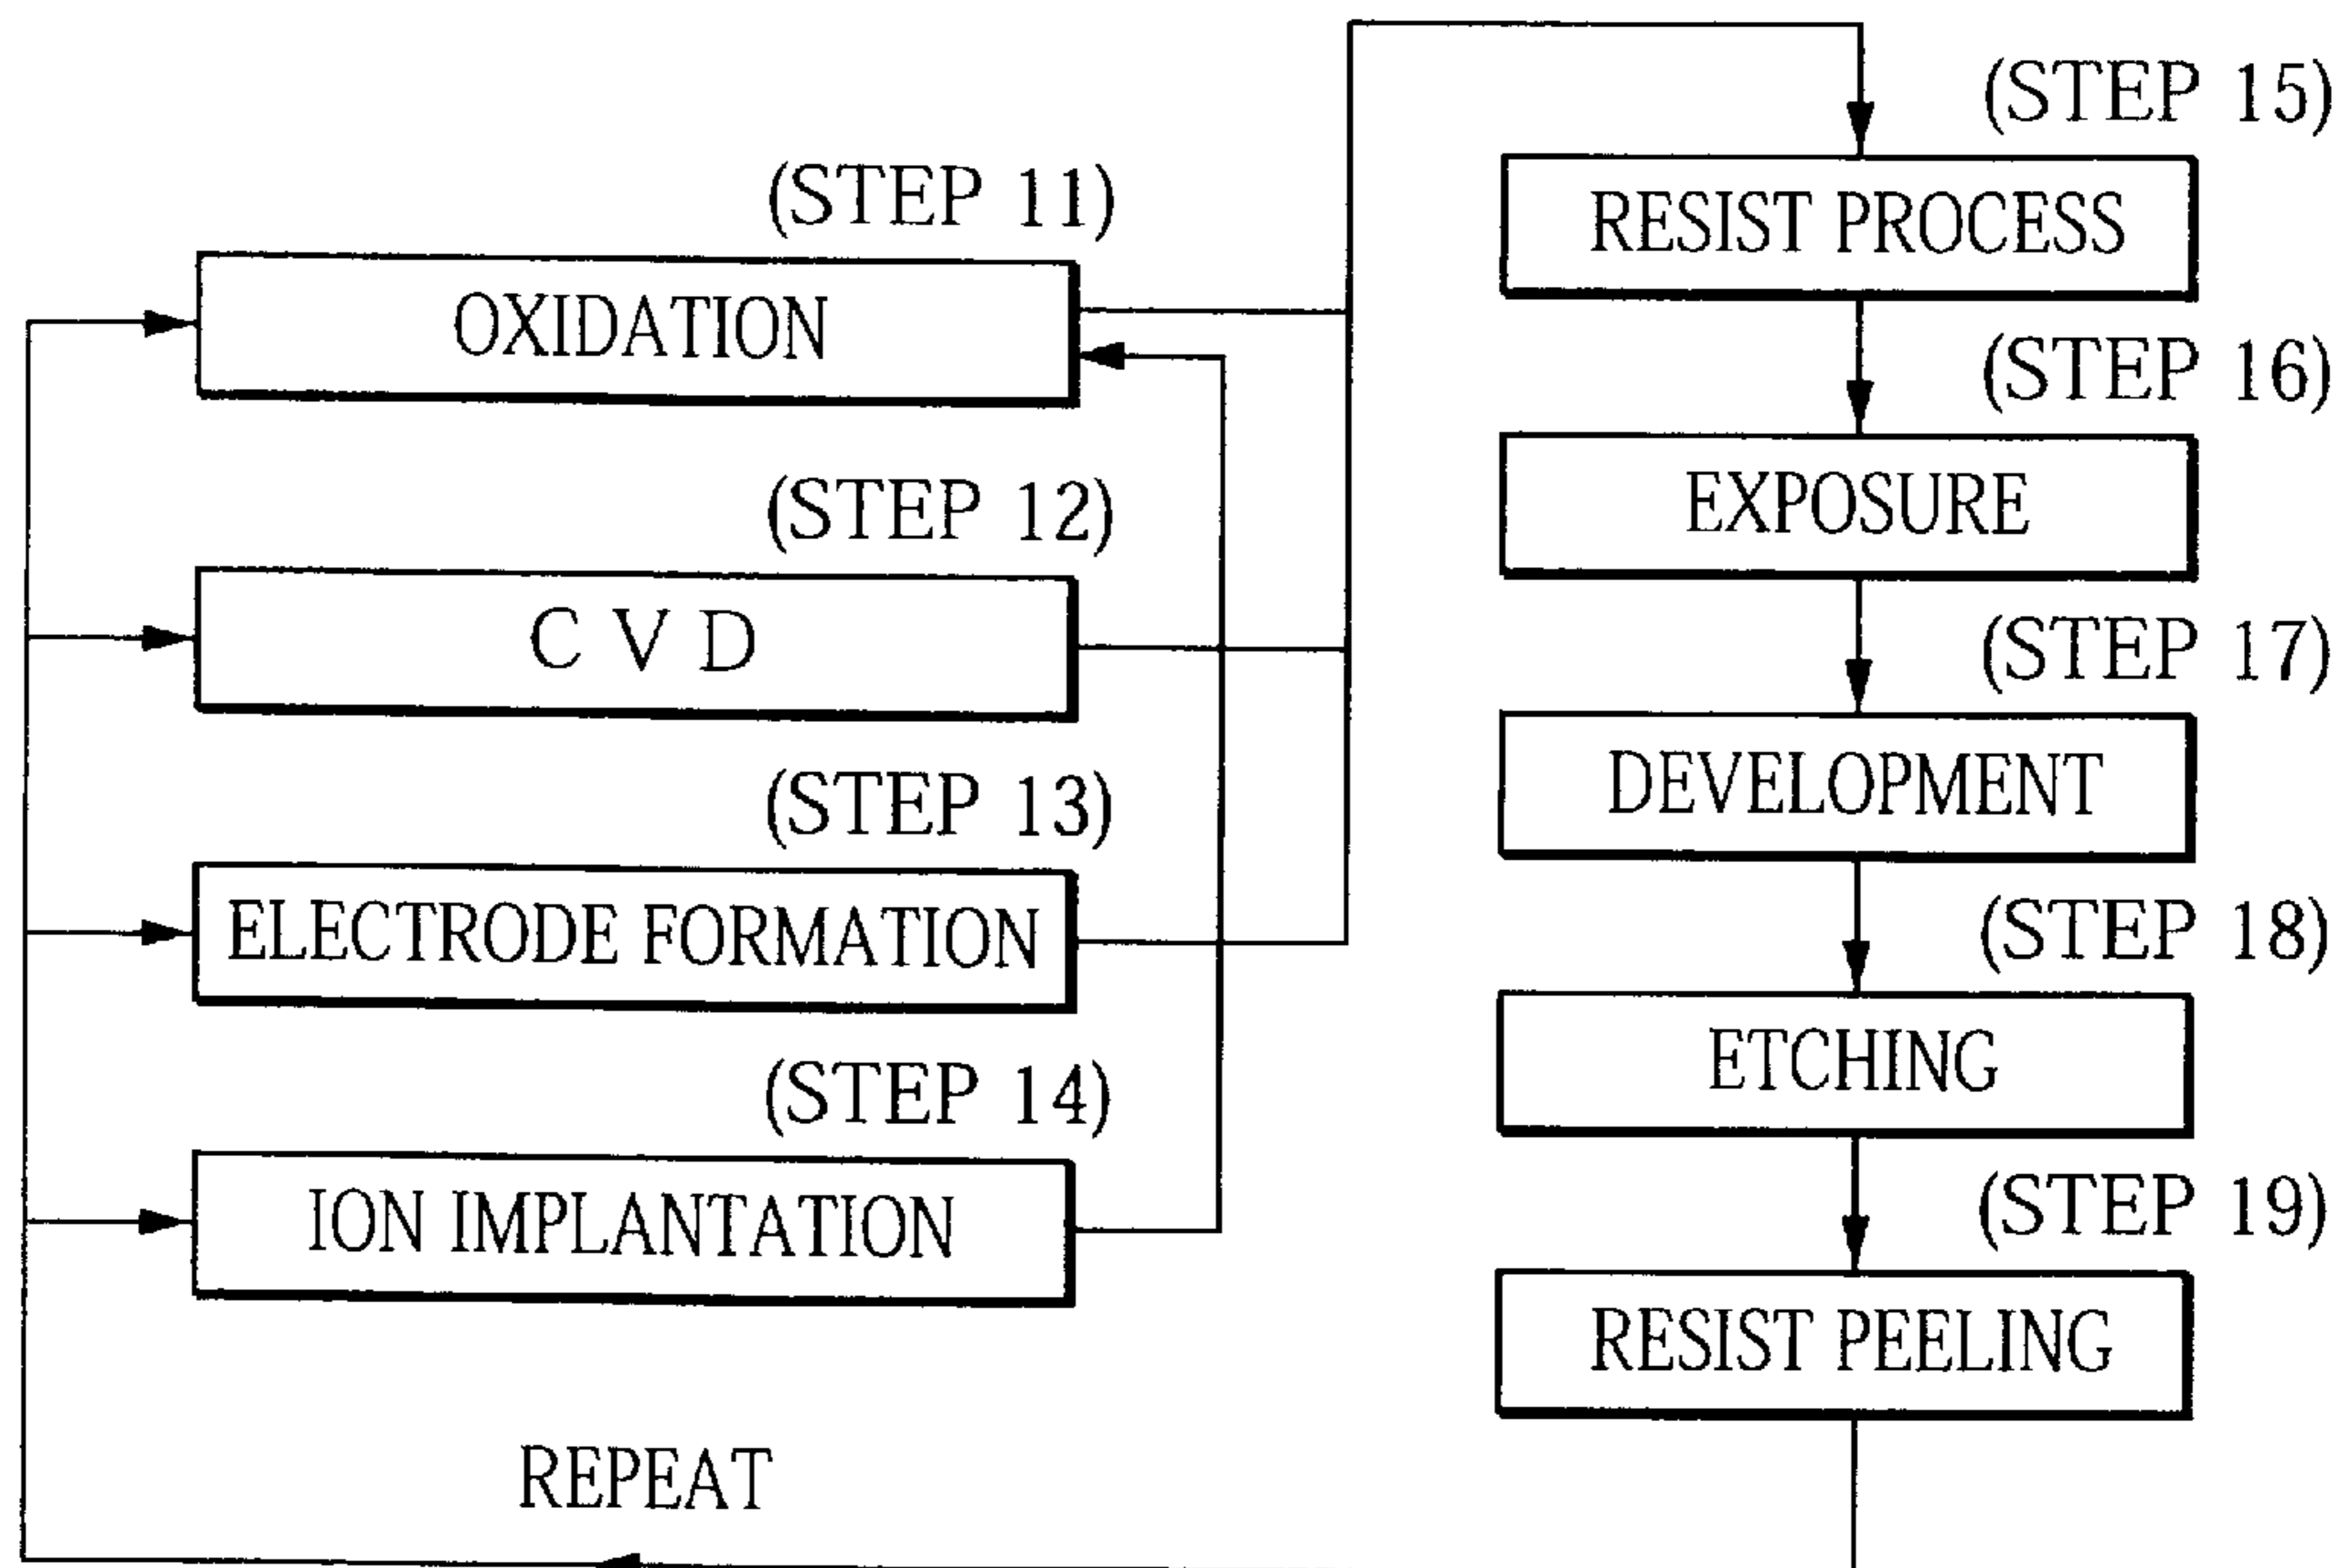 (STEP 11)
OXIDATION
(STEP 12)
C V D
(STEP 13)
ELECTRODE FORMATION
(STEP 14)
ION IMPLANTATION
REPEAT
(STEP 15)
RESIST PROCESS
(STEP 16)
EXPOSURE
(STEP 17)
DEVELOPMENT
(STEP 18)
ETCHING
(STEP 19)
RESIST PEELING